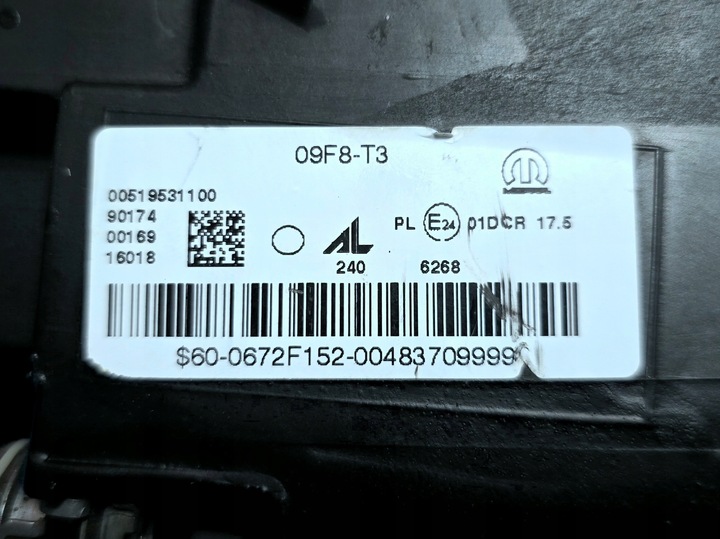 09F8-T3
00519531100
90174
00169
16018
AL
PL E24 01DCR 17.5
240 6268
$60-0672F152-00483709999